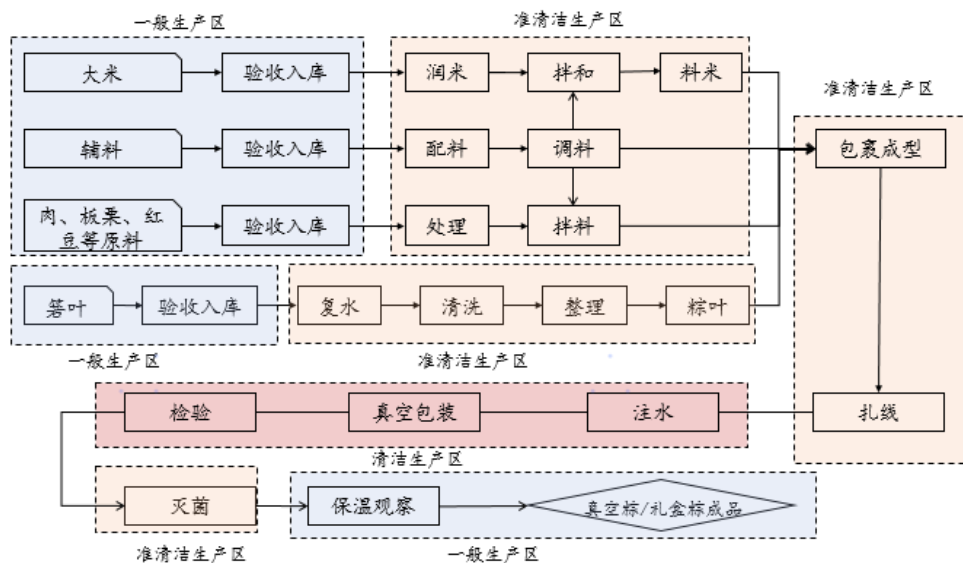 一般生产区
准清洁生产区
大米
验收入库
润米
拌和
料米
准清洁生产区
辅料
验收入库
配料
调料
包裹成型
肉、板栗、红
豆等原料
验收入库
处理
拌料
箬叶
验收入库
复水
清洗
整理
粽叶
一般生产区
准清洁生产区
检验
真空包装
注水
扎线
清洁生产区
灭菌
保温观察
真空粽/礼盒粽成品
准清洁生产区
一般生产区